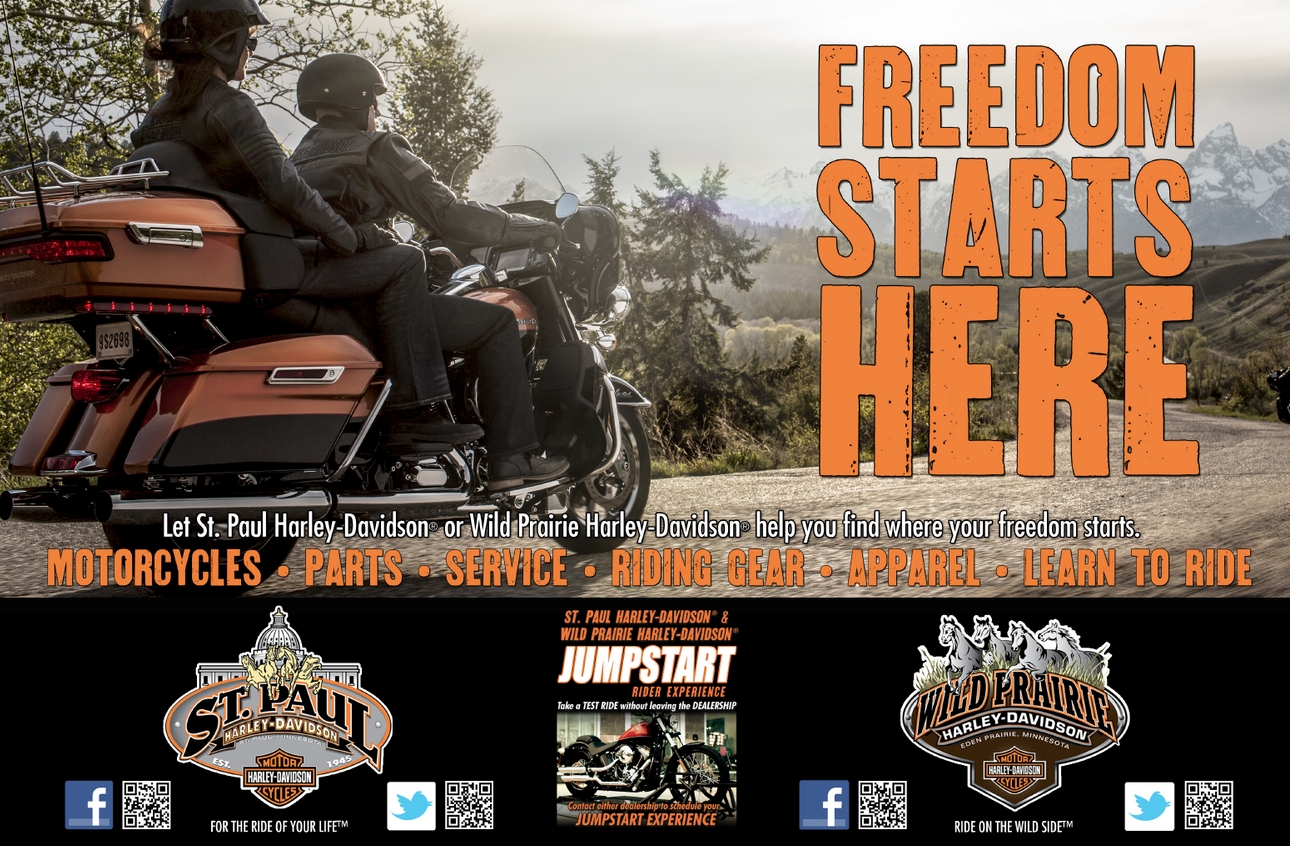 FREEDOM
STARTS
HERE
9S2698
Let St. Paul Harley-Davidson® or Wild Prairie Harley-Davidson® help you find where your freedom starts.
MOTORCYCLES • PARTS • SERVICE • RIDING GEAR • APPAREL • LEARN TO RIDE
ST. PAUL
HARLEY-DAVIDSON
ST. PAUL, MINNESOTA
EST. 1945
MOTOR
HARLEY-DAVIDSON
CYCLES
FOR THE RIDE OF YOUR LIFE™
ST. PAUL HARLEY-DAVIDSON® &
WILD PRAIRIE HARLEY-DAVIDSON®
JUMPSTART
RIDER EXPERIENCE
Take a TEST RIDE without leaving the DEALERSHIP
Contact either dealership to schedule your
JUMPSTART EXPERIENCE
WILD PRAIRIE
HARLEY-DAVIDSON
EDEN PRAIRIE, MINNESOTA
MOTOR
HARLEY-DAVIDSON
CYCLES
RIDE ON THE WILD SIDE™